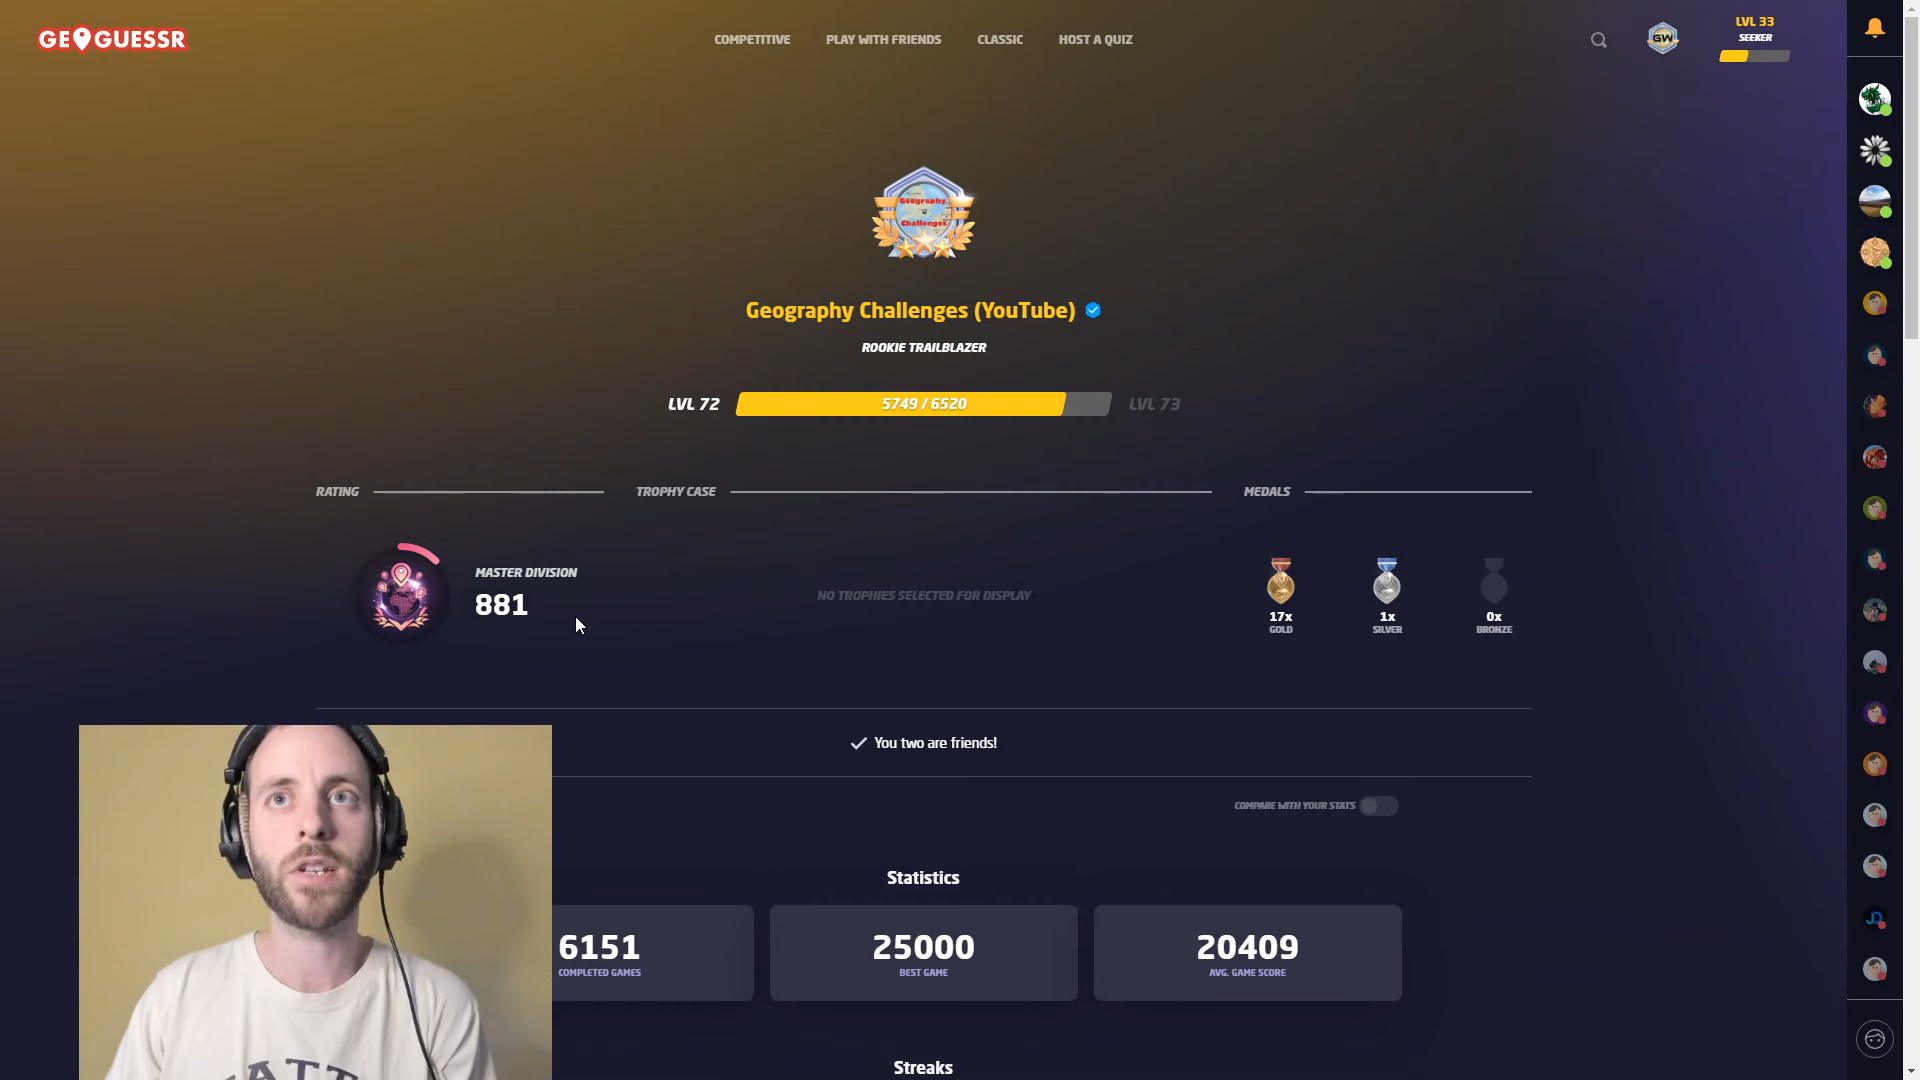 GEOGUESSR
COMPETITIVE
PLAY WITH FRIENDS
CLASSIC
HOST A QUIZ
GW
LVL 33
SEEKER
Geography
Challenges
Geography Challenges (YouTube)
ROOKIE TRAILBLAZER
LVL 72
5749 / 6520
LVL 73
RATING
TROPHY CASE
MEDALS
MASTER DIVISION
881
NO TROPHIES SELECTED FOR DISPLAY
17x
GOLD
1x
SILVER
0x
BRONZE
You two are friends!
COMPARE WITH YOUR STATS
Statistics
6151
COMPLETED GAMES
25000
BEST GAME
20409
AVG. GAME SCORE
Streaks